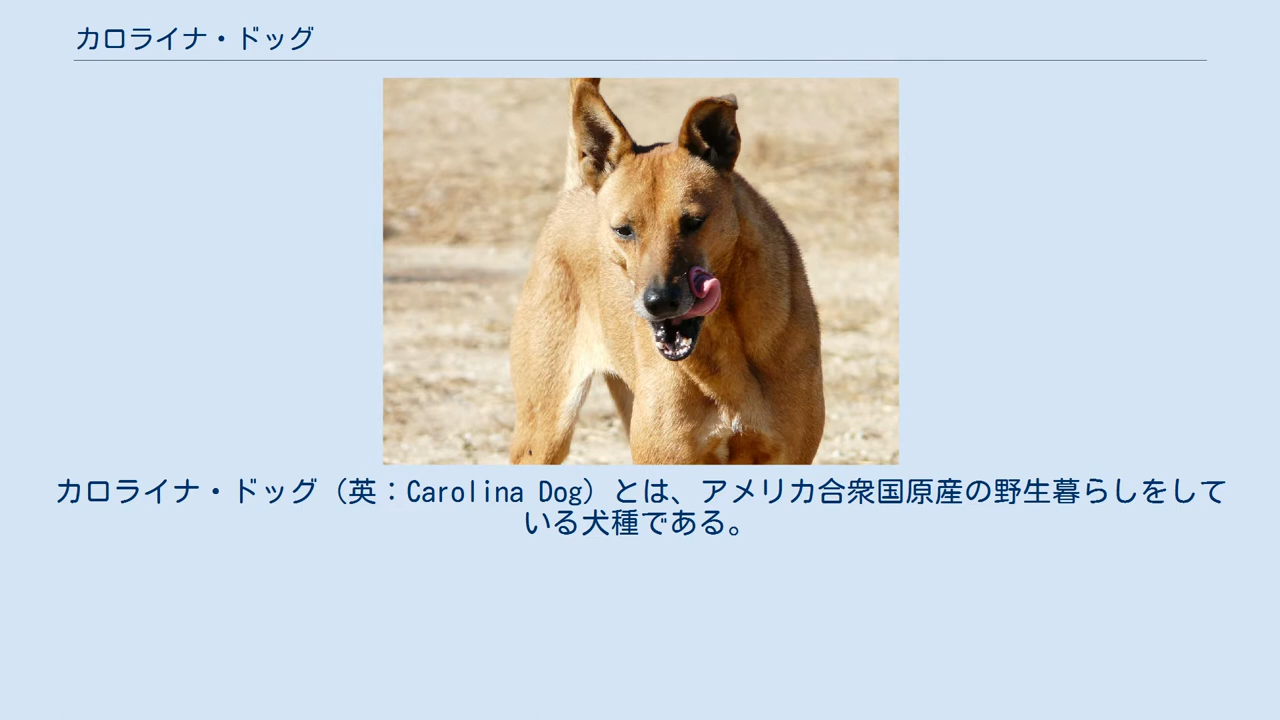 カロライナ・ドッグ
カロライナ・ドッグ（英：Carolina Dog）とは、アメリカ合衆国原産の野生暮らしをして
いる犬種である。